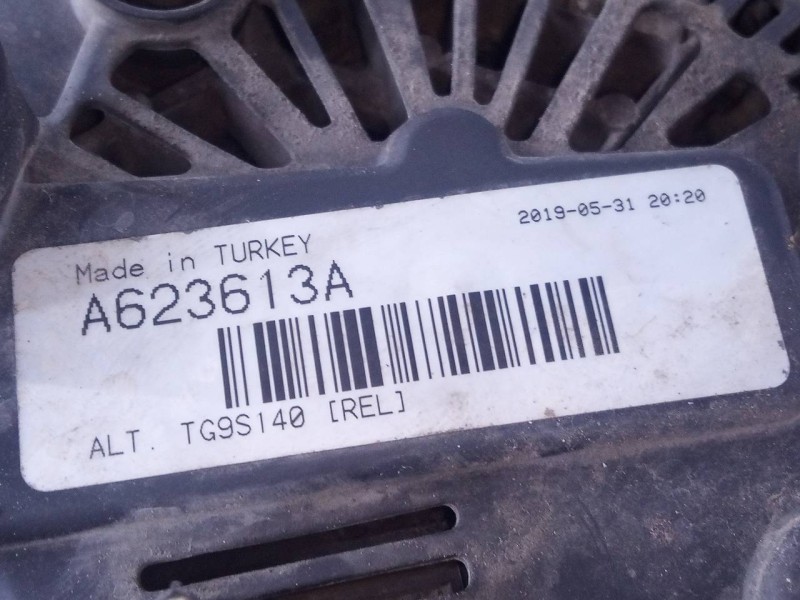 2019-05-31 20:20
Made in TURKEY
A623613A
ALT. TG9S140 [REL]